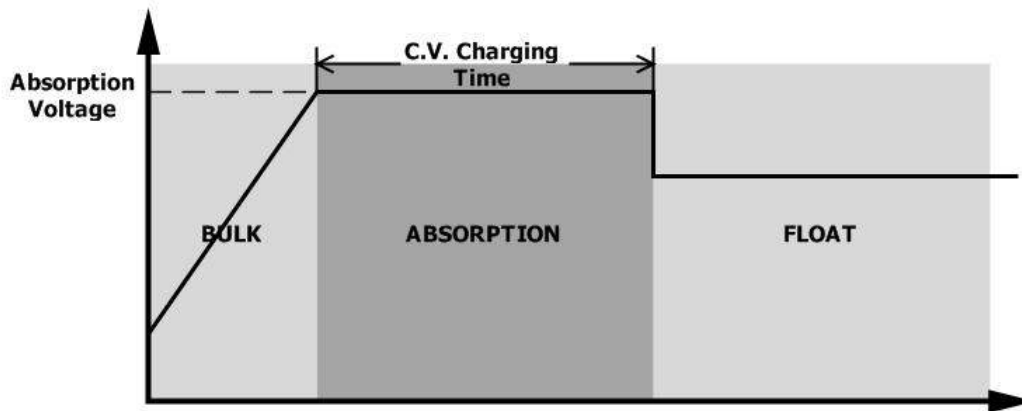 C.V. Charging
Time
Absorption
Voltage
BULK
ABSORPTION
FLOAT